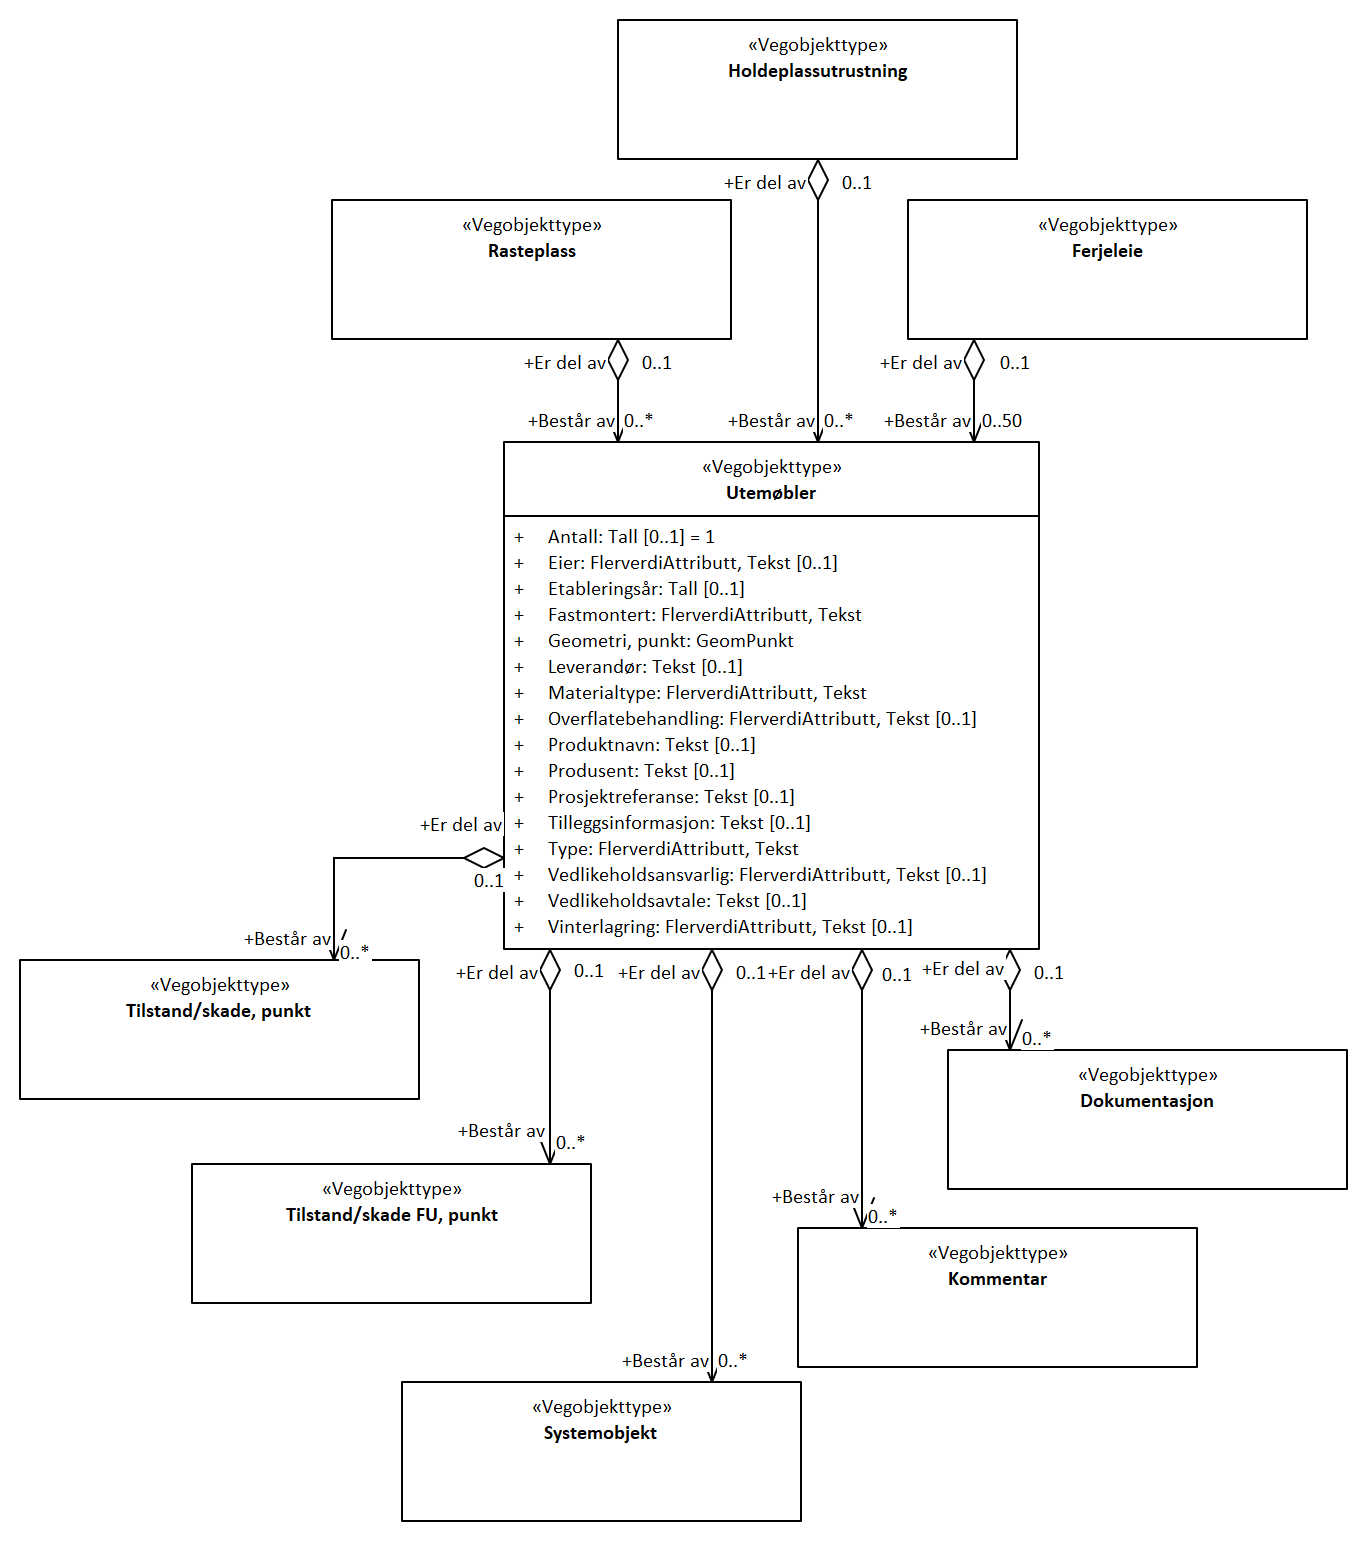 «Vegobjekttype»
Holdeplassutrustning
+Er del av 0..1
«Vegobjekttype»
Rasteplass
«Vegobjekttype»
Ferjeleie
+Er del av 0..1
+Er del av 0..1
+Består av 0..*
+Består av 0..*
+Består av 0..50
«Vegobjekttype»
Utemøbler
+ Antall: Tall [0..1] = 1
+ Eier: FlerverdiAttributt, Tekst [0..1]
+ Etableringsår: Tall [0..1]
+ Fastmontert: FlerverdiAttributt, Tekst
+ Geometri, punkt: GeomPunkt
+ Leverandør: Tekst [0..1]
+ Materialtype: FlerverdiAttributt, Tekst
+ Overflatebehandling: FlerverdiAttributt, Tekst [0..1]
+ Produktnavn: Tekst [0..1]
+ Produsent: Tekst [0..1]
+ Prosjektreferanse: Tekst [0..1]
+ Tilleggsinformasjon: Tekst [0..1]
+ Type: FlerverdiAttributt, Tekst
+ Vedlikeholdsansvarlig: FlerverdiAttributt, Tekst [0..1]
+ Vedlikeholdsavtale: Tekst [0..1]
+ Vinterlagring: FlerverdiAttributt, Tekst [0..1]
+Er del av
0..1
+Består av
0..*
«Vegobjekttype»
Tilstand/skade, punkt
+Er del av 0..1
+Er del av 0..1
+Er del av 0..1
+Er del av 0..1
+Består av
0..*
«Vegobjekttype»
Dokumentasjon
+Består av
0..*
«Vegobjekttype»
Tilstand/skade FU, punkt
+Består av
0..*
«Vegobjekttype»
Kommentar
+Består av 0..*
«Vegobjekttype»
Systemobjekt